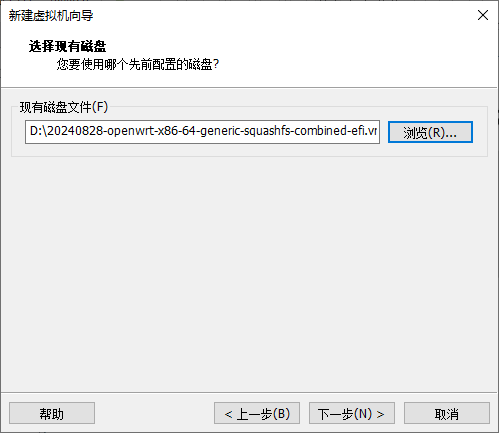 新建虚拟机向导
选择现有磁盘
您要使用哪个先前配置的磁盘?
现有磁盘文件(F)
D:\20240828-openwrt-x86-64-generic-squashfs-combined-efi.vr
浏览(R)...
帮助
< 上一步(B)
下一步(N) >
取消